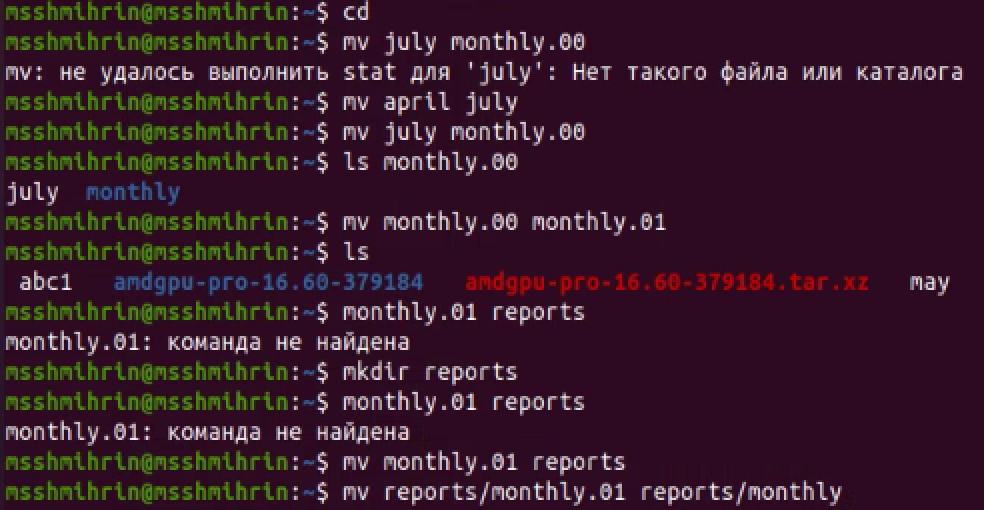 msshmihrin@msshmihrin:~$ cd
msshmihrin@msshmihrin:~$ mv july monthly.00
mv: не удалось выполнить stat для 'july': Нет такого файла или каталога
msshmihrin@msshmihrin:~$ mv april july
msshmihrin@msshmihrin:~$ mv july monthly.00
msshmihrin@msshmihrin:~$ ls monthly.00
july  monthly
msshmihrin@msshmihrin:~$ mv monthly.00 monthly.01
msshmihrin@msshmihrin:~$ ls
abc1   amdgpu-pro-16.60-379184   amdgpu-pro-16.60-379184.tar.xz   may
msshmihrin@msshmihrin:~$ monthly.01 reports
monthly.01: команда не найдена
msshmihrin@msshmihrin:~$ mkdir reports
msshmihrin@msshmihrin:~$ monthly.01 reports
monthly.01: команда не найдена
msshmihrin@msshmihrin:~$ mv monthly.01 reports
msshmihrin@msshmihrin:~$ mv reports/monthly.01 reports/monthly